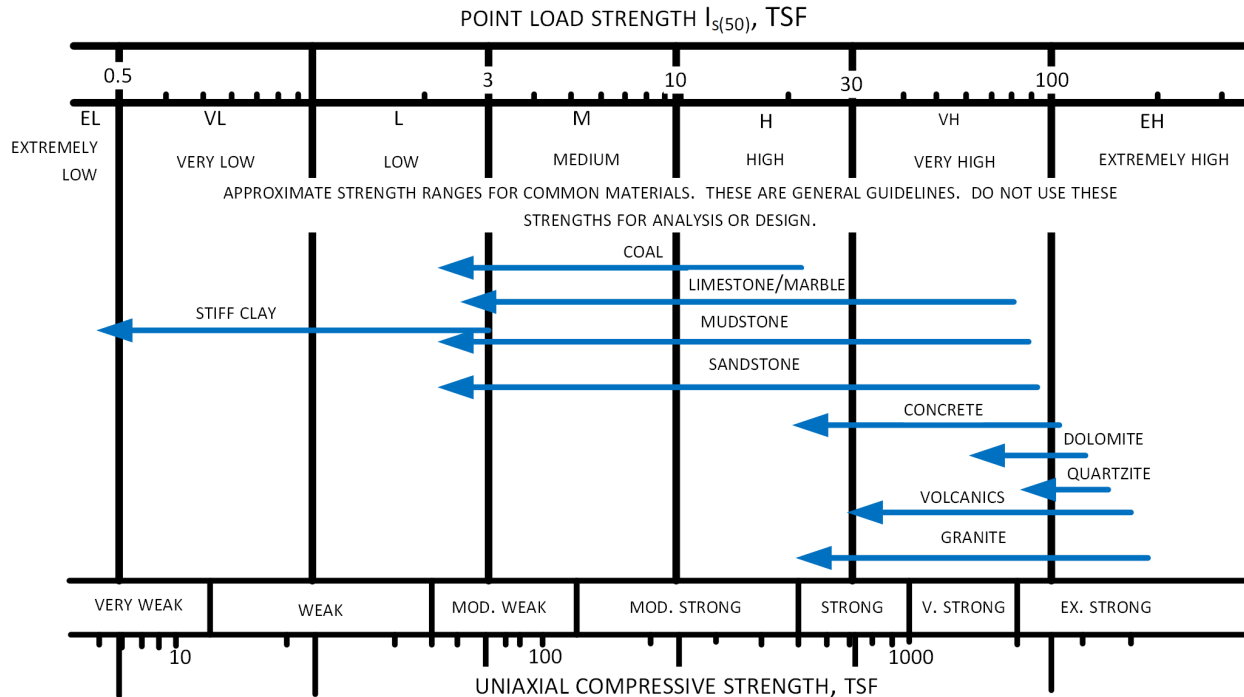 POINT LOAD STRENGTH Is(50), TSF
0.5 3 10 30 100
EL VL L M H VH EH
EXTREMELY LOW VERY LOW LOW MEDIUM HIGH VERY HIGH EXTREMELY HIGH
APPROXIMATE STRENGTH RANGES FOR COMMON MATERIALS. THESE ARE GENERAL GUIDELINES. DO NOT USE THESE
STRENGTHS FOR ANALYSIS OR DESIGN.
COAL
LIMESTONE/MARBLE
STIFF CLAY
MUDSTONE
SANDSTONE
CONCRETE
DOLOMITE
QUARTZITE
VOLCANICS
GRANITE
VERY WEAK WEAK MOD. WEAK MOD. STRONG STRONG V. STRONG EX. STRONG
10 100 1000
UNIAXIAL COMPRESSIVE STRENGTH, TSF